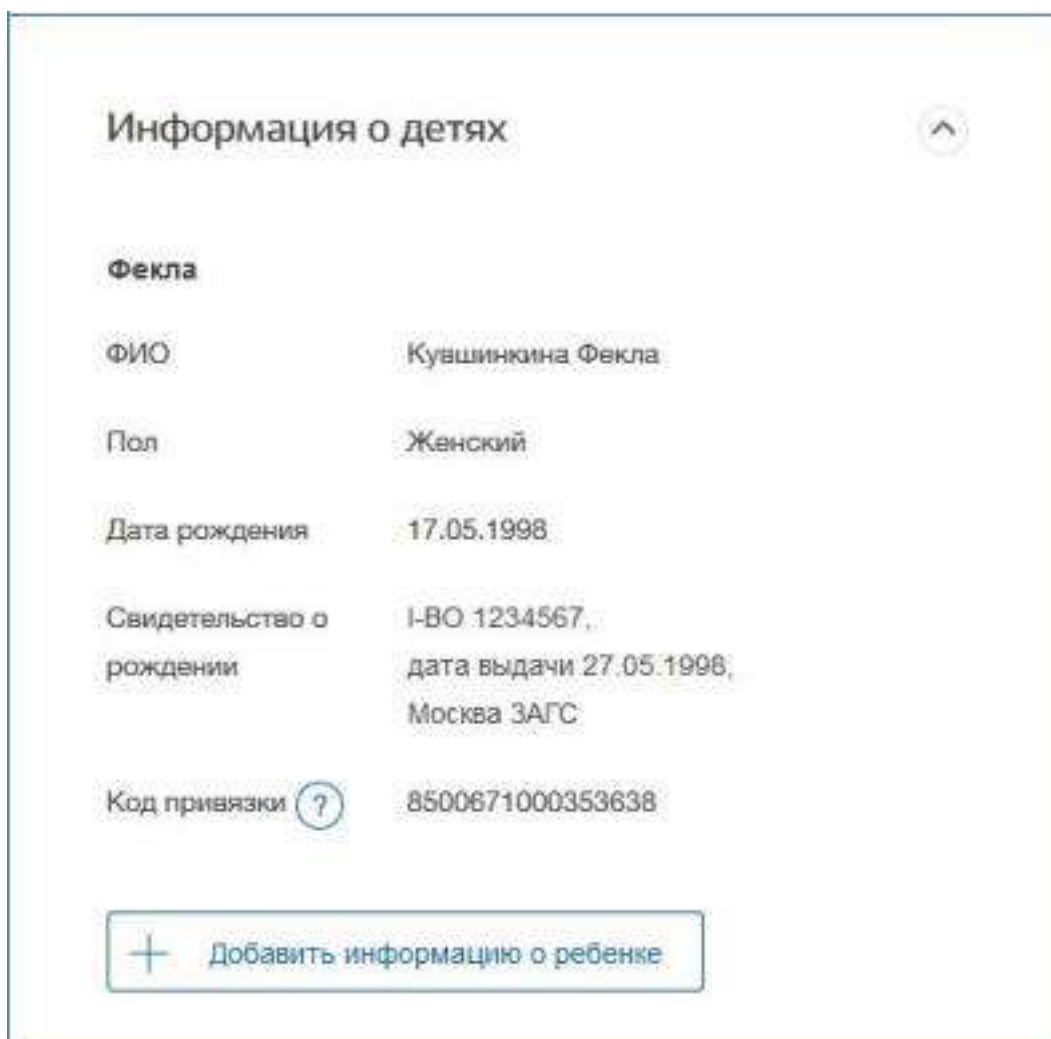 Информация о детях
Фекла
ФИО Кувшинкина Фекла
Пол Женский
Дата рождения 17.05.1998
Свидетельство о I-ВО 1234567,
рождении дата выдачи 27.05.1998,
Москва ЗАГС
Код привязки ? 8500671000353638
+ Добавить информацию о ребенке